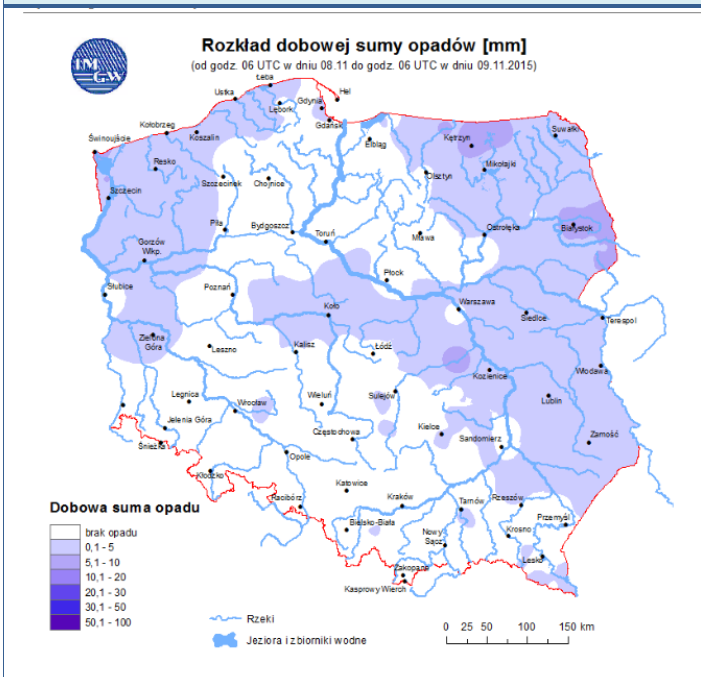 Rozkład dobowej sumy opadów [mm]
(od godz. 06 UTC w dniu 08.11 do godz. 06 UTC w dniu 09.11.2015)
IM
GW
Łeba
Hel
Ustka
Gdynia
Lębork
Kołobrzeg
Gdańsk
Suwałki
Koszalin
Kętrzyn
Elbląg
Świnoujście
Resko
Mikołajki
Szczecinek
Chojnice
Olsztyn
Szczecin
Piła
Bydgoszcz
Ostrołęka
Białystok
Toruń
Mława
Gorzów
Wlkp.
Płock
Słubice
Poznań
Koło
Warszawa
Siedlce
Terespol
Zielona
Góra
Leszno
Kalisz
Łódź
Włodawa
Kozienice
Legnica
Wrocław
Wieluń
Sulejów
Lublin
Jelenia Góra
Częstochowa
Kielce
Sandomierz
Zamość
Śnieżka
Opole
Kłodzko
Katowice
Racibórz
Kraków
Tarnów
Rzeszów
Bielsko-Biała
Przemyśl
Nowy
Sącz
Krosno
Lesko
Zakopane
Kasprowy Wierch
Dobowa suma opadu
brak opadu
0,1 - 5
5,1 - 10
10,1 - 20
20,1 - 30
30,1 - 50
50,1 - 100
Rzeki
Jeziora i zbiorniki wodne
0 25 50 100 150 km